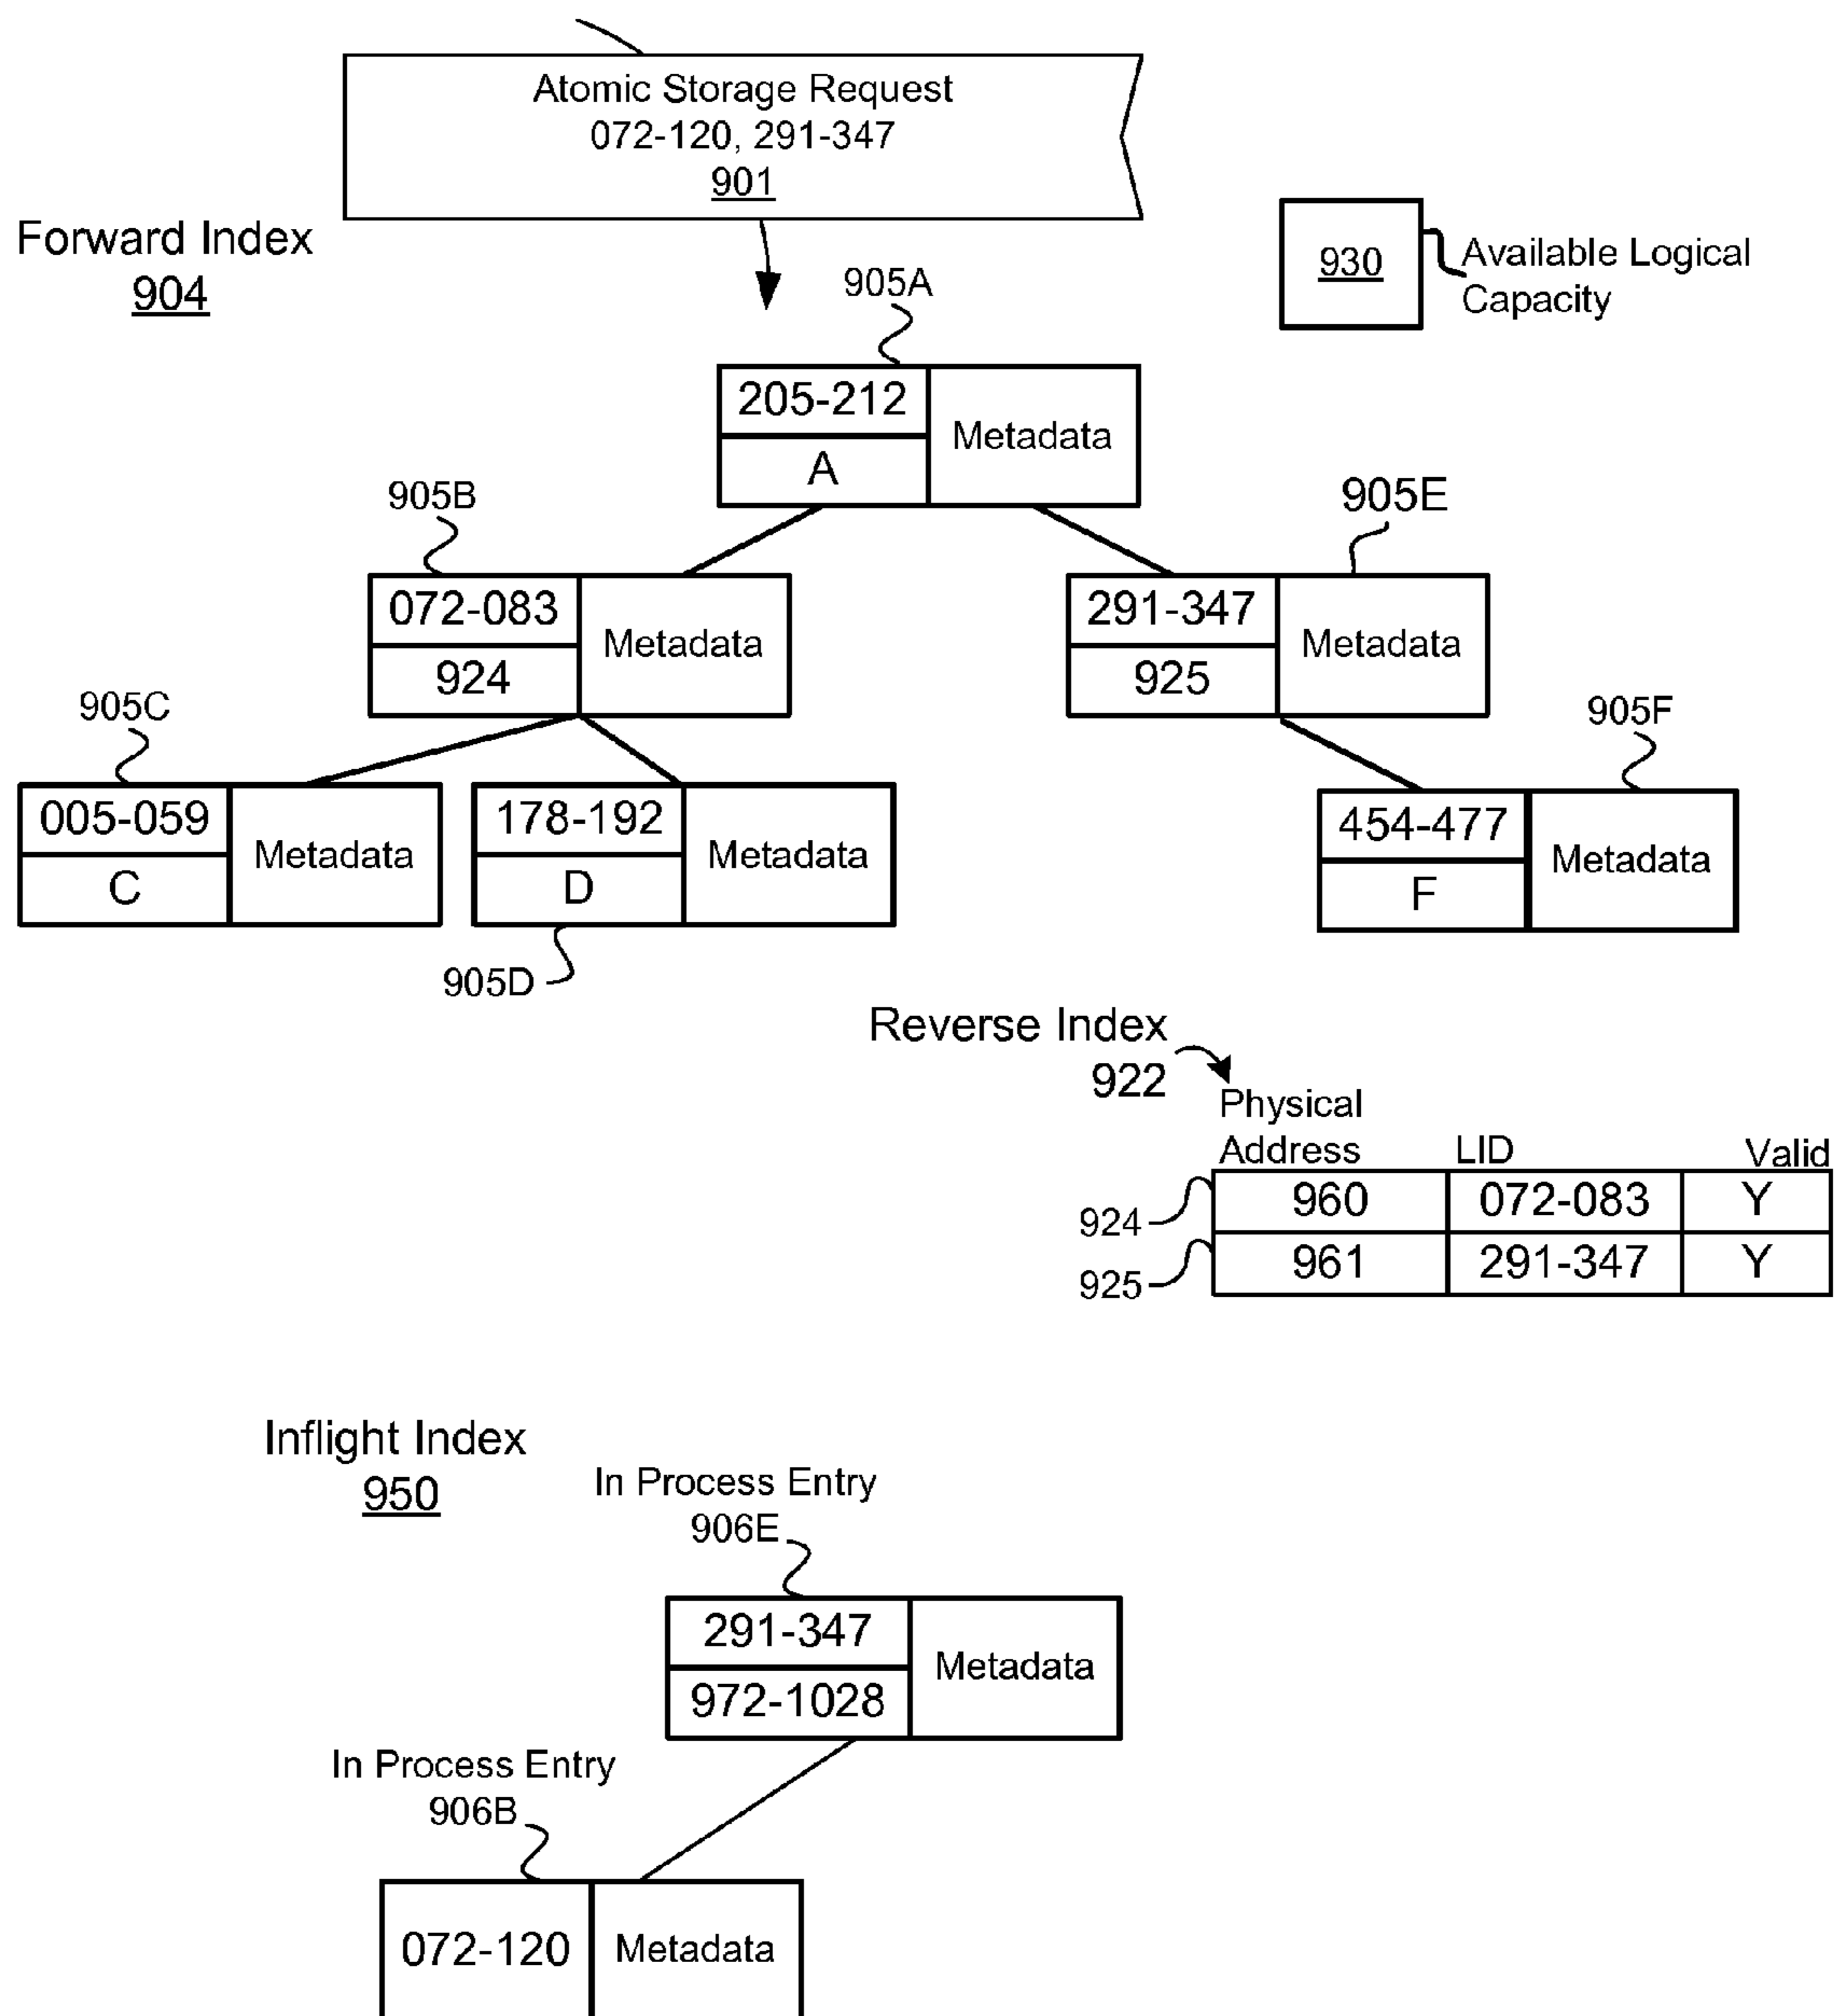 Atomic Storage Request
072-120, 291-347
901
Forward Index
904
930
Available Logical
Capacity
905A
205-212
Metadata
A
905B
905E
072-083
Metadata
924
291-347
Metadata
925
905C
905F
005-059
Metadata
C
178-192
Metadata
D
454-477
Metadata
F
905D
Reverse Index
922
Physical
Address
LID
Valid
924
960
072-083
Y
925
961
291-347
Y
Inflight Index
950
In Process Entry
906E
291-347
Metadata
972-1028
In Process Entry
906B
072-120
Metadata